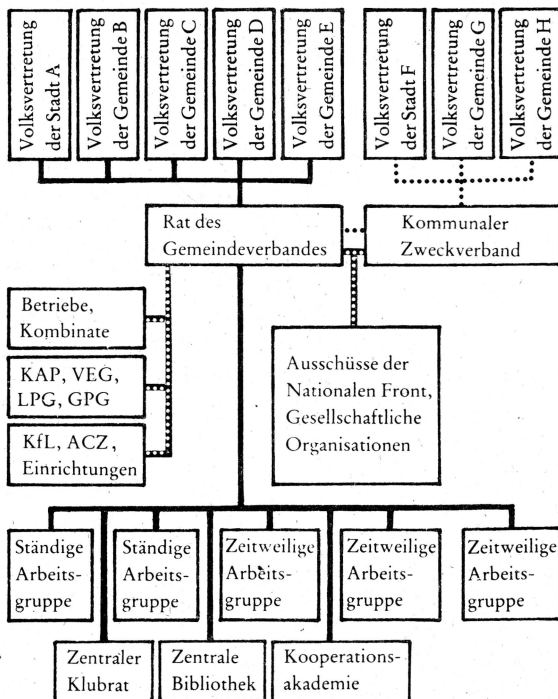 Volksvertretung
der Stadt A
Volksvertretung
der Gemeinde B
Volksvertretung
der Gemeinde C
Volksvertretung
der Gemeinde D
Volksvertretung
der Gemeinde E
Volksvertretung
der Stadt F
Volksvertretung
der Gemeinde G
Volksvertretung
der Gemeinde H
Rat des
Gemeindeverbandes
Kommunaler
Zweckverband
Betriebe,
Kombinate
KAP, VEG,
LPG, GPG
KfL, ACZ,
Einrichtungen
Ausschüsse der
Nationalen Front,
Gesellschaftliche
Organisationen
Ständige
Arbeits-
gruppe
Ständige
Arbeits-
gruppe
Zeitweilige
Arbeits-
gruppe
Zeitweilige
Arbeits-
gruppe
Zeitweilige
Arbeits-
gruppe
Zentraler
Klubrat
Zentrale
Bibliothek
Kooperations-
akademie